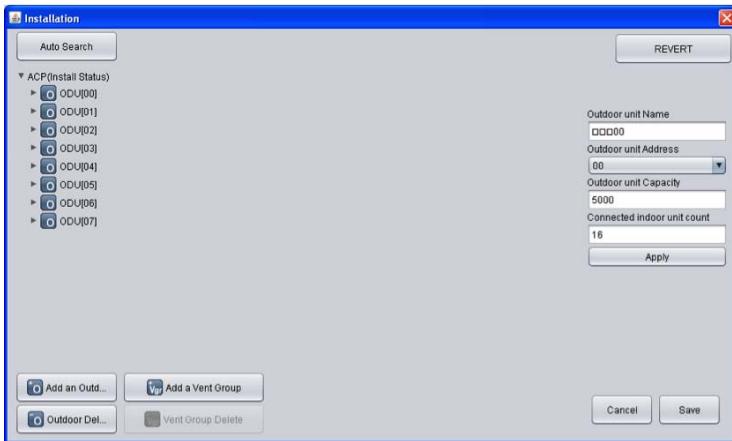 Installation
Auto Search
REVERT
ACP(Install Status)
ODU[00]
ODU[01]
ODU[02]
ODU[03]
ODU[04]
ODU[05]
ODU[06]
ODU[07]
Outdoor unit Name
□□□00
Outdoor unit Address
00
Outdoor unit Capacity
5000
Connected indoor unit count
16
Apply
Add an Outd...
Add a Vent Group
Outdoor Del...
Vent Group Delete
Cancel
Save